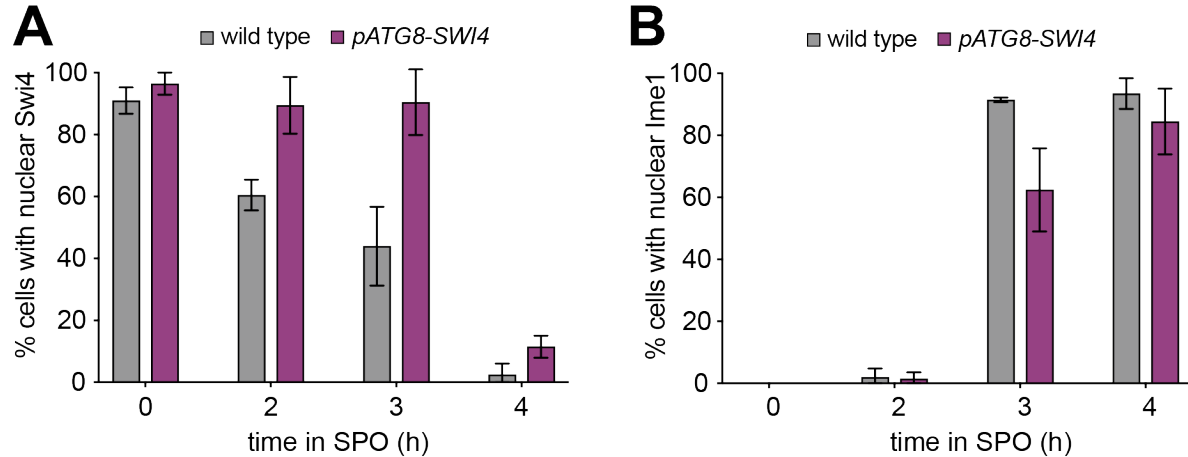 A
wild type pATG8-SWI4
% cells with nuclear Swi4
100
80
60
40
20
0
0 2 3 4
time in SPO (h)
B
wild type pATG8-SWI4
% cells with nuclear Ime1
100
80
60
40
20
0
0 2 3 4
time in SPO (h)